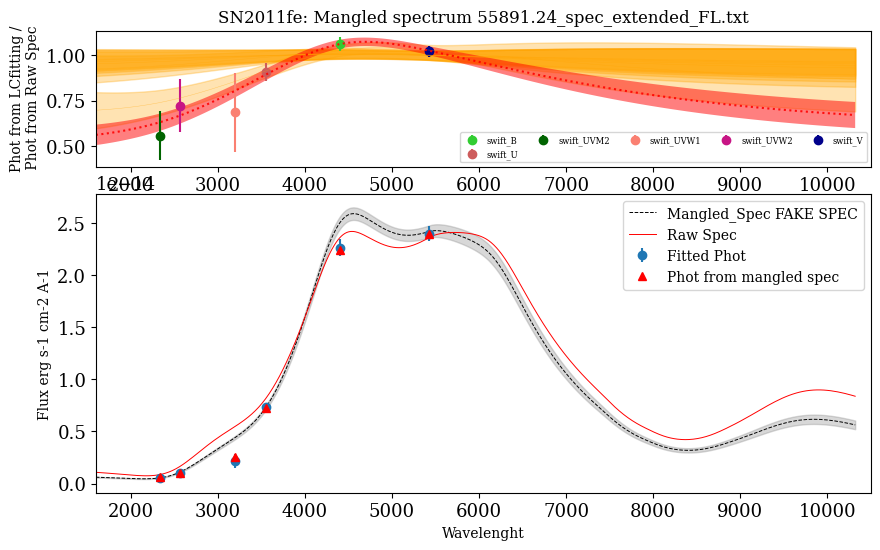 SN2011fe: Mangled spectrum 55891.24_spec_extended_FL.txt
Phot from LCfitting /
Phot from Raw Spec
1.00
0.75
0.50
swift_B
swift_UVM2
swift_UVW1
swift_UVW2
swift_V
swift_U
2000 3000 4000 5000 6000 7000 8000 9000 10000
1e−14
Flux erg s-1 cm-2 A-1
2.5
2.0
1.5
1.0
0.5
0.0
Mangled_Spec FAKE SPEC
Raw Spec
Fitted Phot
Phot from mangled spec
2000 3000 4000 5000 6000 7000 8000 9000 10000
Wavelenght